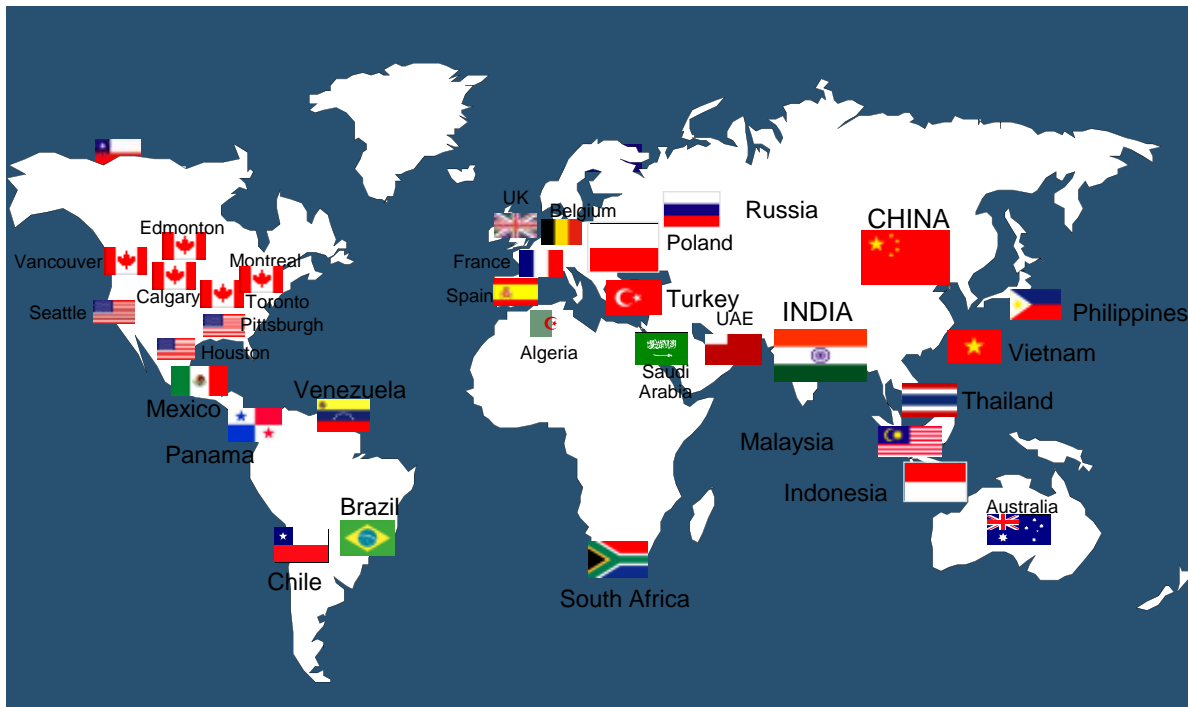 UK
Belgium
Russia
CHINA
Edmonton
Poland
Vancouver
Montreal
France
Calgary
Toronto
Spain
Turkey
INDIA
Seattle
Pittsburgh
UAE
Philippines
Houston
Algeria
Saudi
Arabia
Vietnam
Venezuela
Mexico
Thailand
Panama
Malaysia
Indonesia
Brazil
Australia
Chile
South Africa